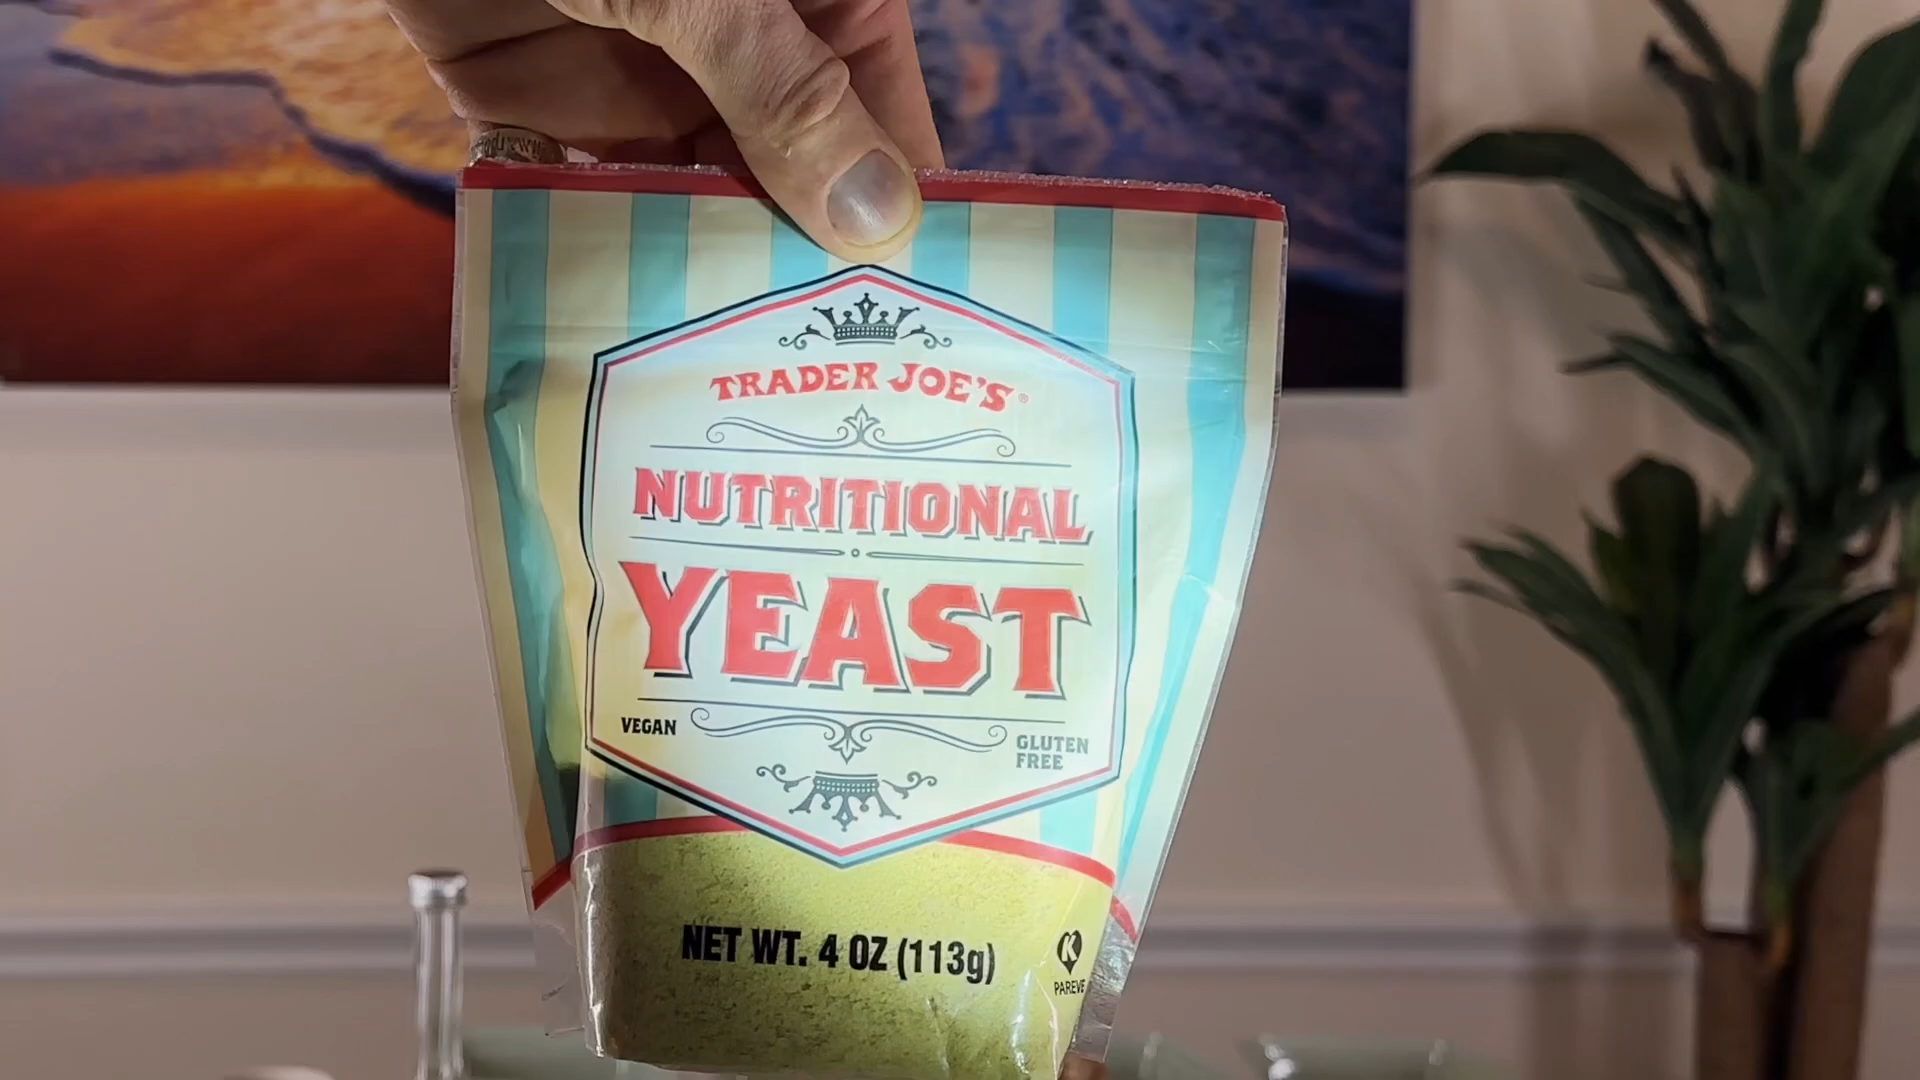 TRADER JOE'S®
NUTRITIONAL
YEAST
VEGAN
GLUTEN
FREE
NET WT. 4 OZ (113g)
K
PAREVE